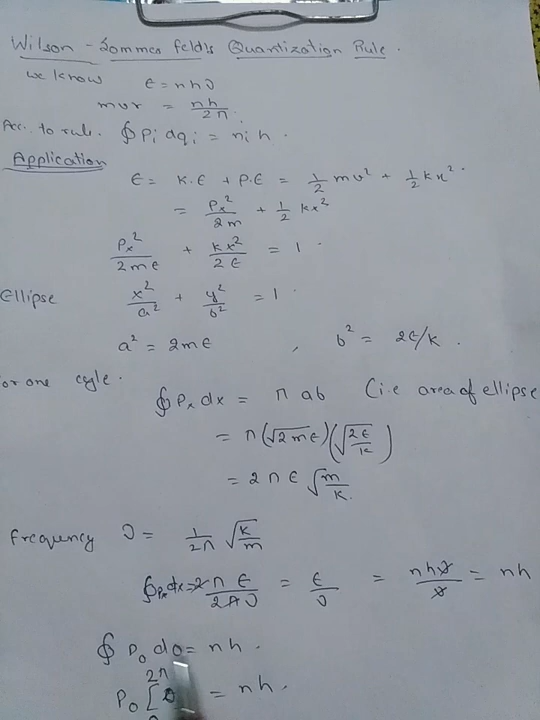 Wilson - Sommerfeld's Quantization Rule.
we know E = nhν
mvr = nh/2π
Acc. to rule. ∮ Pi dqi = ni h.
Application
E = K.E + P.E = 1/2 mv² + 1/2 kx².
= Px²/2m + 1/2 kx²
Px²/2mE + kx²/2E = 1.
Ellipse x²/a² + y²/b² = 1.
a² = 2mE , b² = 2E/k.
or one cycle.
∮ Px dx = π ab (i.e area of ellipse
= π (√2mE) (√2E/k)
= 2πE √m/k.
frequency ν = 1/2π √k/m
∮ Px dx = 2πE/2πν = E/ν = nhν/ν = nh
∮ Pθ dθ = nh.
2π
Pθ [θ] = nh.
0